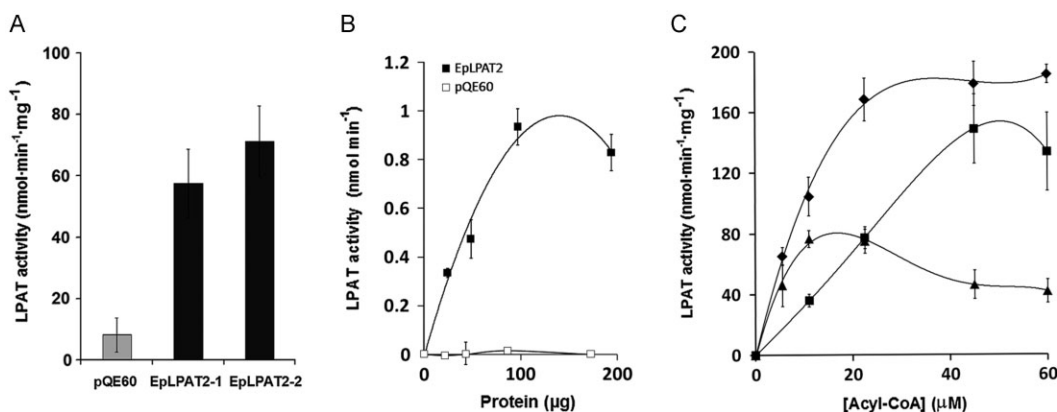 A
LPAT activity (nmol·min⁻¹·mg⁻¹)
100
80
60
40
20
0
pQE60
EpLPAT2-1
EpLPAT2-2
B
EpLPAT2
pQE60
LPAT activity (nmol min⁻¹)
1.2
1
0.8
0.6
0.4
0.2
0
0
100
200
Protein (µg)
C
LPAT activity (nmol·min⁻¹·mg⁻¹)
200
160
120
80
40
0
0
20
40
60
[Acyl-CoA] (µM)